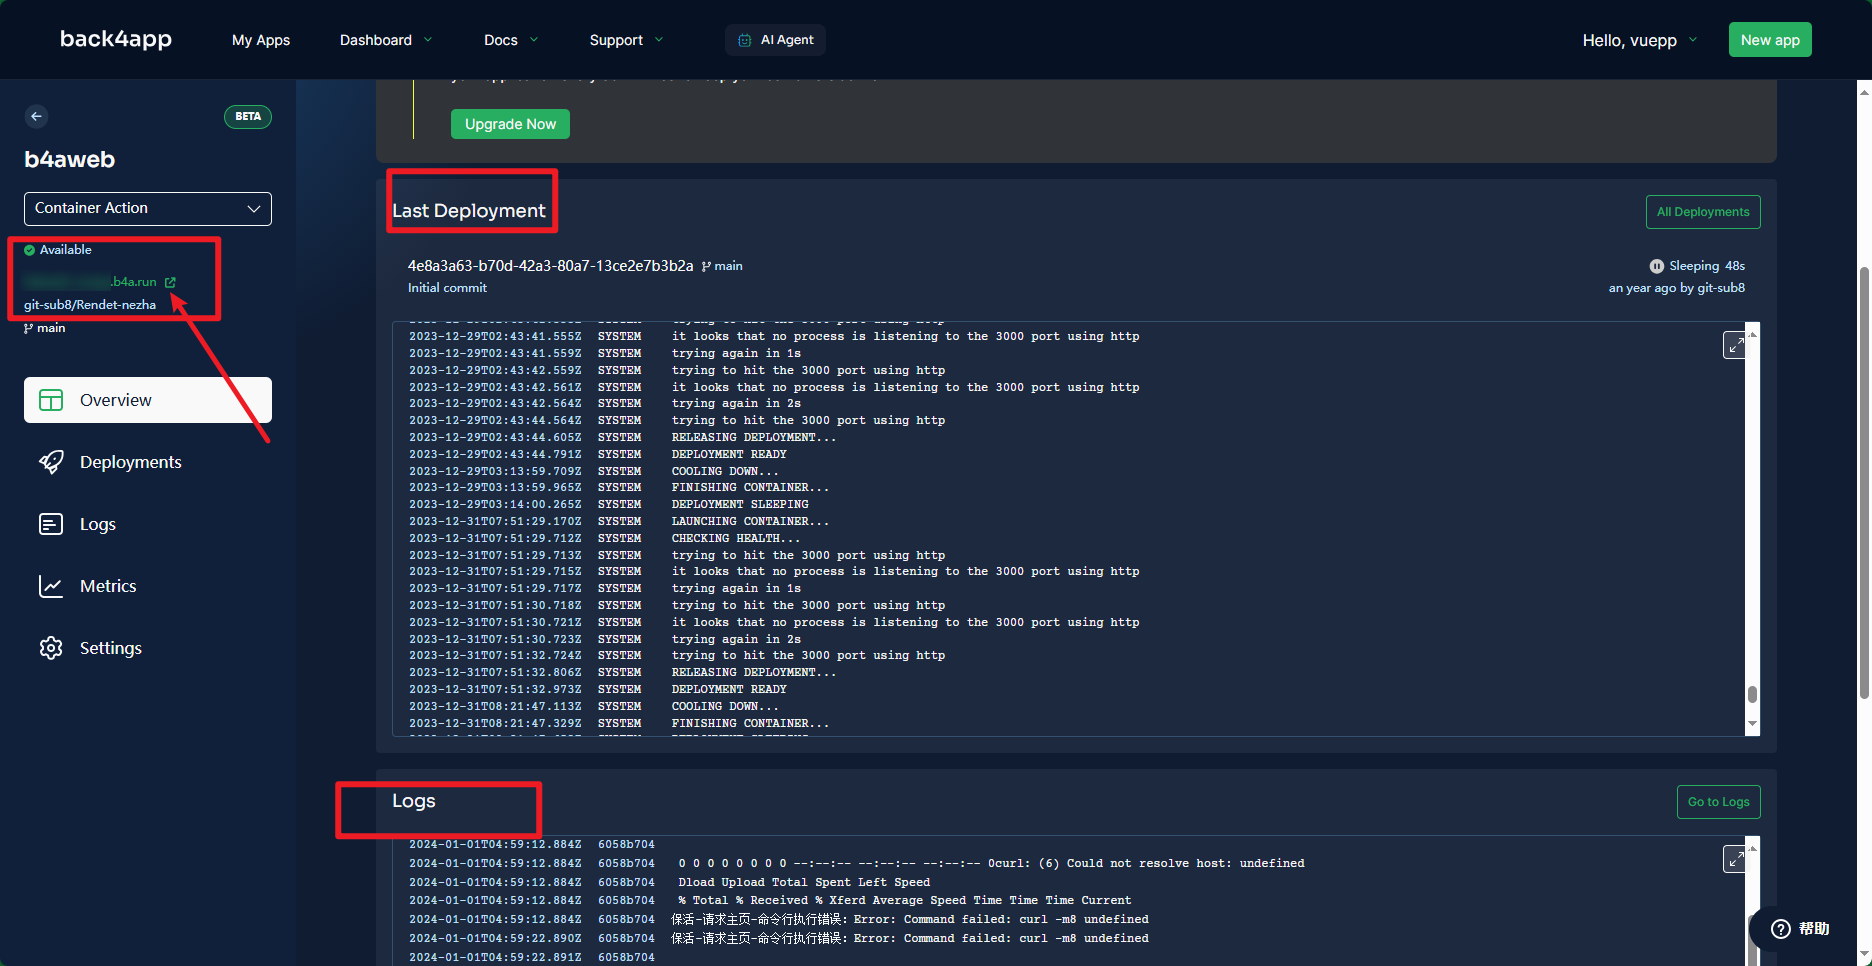 back4app
My Apps
Dashboard
Docs
Support
AI Agent
Hello, vuepp
New app
BETA
b4aweb
Container Action
Available
.b4a.run
git-sub8/Rendet-nezha
main
Overview
Deployments
Logs
Metrics
Settings
Upgrade Now
Last Deployment
All Deployments
4e8a3a63-b70d-42a3-80a7-13ce2e7b3b2a main
Sleeping 48s
Initial commit
an year ago by git-sub8
2023-12-29T02:43:41.555Z SYSTEM it looks that no process is listening to the 3000 port using http
2023-12-29T02:43:41.559Z SYSTEM trying again in 1s
2023-12-29T02:43:42.559Z SYSTEM trying to hit the 3000 port using http
2023-12-29T02:43:42.561Z SYSTEM it looks that no process is listening to the 3000 port using http
2023-12-29T02:43:42.564Z SYSTEM trying again in 2s
2023-12-29T02:43:44.564Z SYSTEM trying to hit the 3000 port using http
2023-12-29T02:43:44.605Z SYSTEM RELEASING DEPLOYMENT...
2023-12-29T02:43:44.791Z SYSTEM DEPLOYMENT READY
2023-12-29T03:13:59.709Z SYSTEM COOLING DOWN...
2023-12-29T03:13:59.965Z SYSTEM FINISHING CONTAINER...
2023-12-29T03:14:00.265Z SYSTEM DEPLOYMENT SLEEPING
2023-12-31T07:51:29.170Z SYSTEM LAUNCHING CONTAINER...
2023-12-31T07:51:29.712Z SYSTEM CHECKING HEALTH...
2023-12-31T07:51:29.713Z SYSTEM trying to hit the 3000 port using http
2023-12-31T07:51:29.715Z SYSTEM it looks that no process is listening to the 3000 port using http
2023-12-31T07:51:29.717Z SYSTEM trying again in 1s
2023-12-31T07:51:30.718Z SYSTEM trying to hit the 3000 port using http
2023-12-31T07:51:30.721Z SYSTEM it looks that no process is listening to the 3000 port using http
2023-12-31T07:51:30.723Z SYSTEM trying again in 2s
2023-12-31T07:51:32.724Z SYSTEM trying to hit the 3000 port using http
2023-12-31T07:51:32.806Z SYSTEM RELEASING DEPLOYMENT...
2023-12-31T07:51:32.973Z SYSTEM DEPLOYMENT READY
2023-12-31T08:21:47.113Z SYSTEM COOLING DOWN...
2023-12-31T08:21:47.329Z SYSTEM FINISHING CONTAINER...
Logs
Go to Logs
2024-01-01T04:59:12.884Z 6058b704
2024-01-01T04:59:12.884Z 6058b704 0 0 0 0 0 0 0 0 --:--:-- --:--:-- --:--:-- 0curl: (6) Could not resolve host: undefined
2024-01-01T04:59:12.884Z 6058b704 Dload Upload Total Spent Left Speed
2024-01-01T04:59:12.884Z 6058b704 % Total % Received % Xferd Average Speed Time Time Time Current
2024-01-01T04:59:12.884Z 6058b704 保活-请求主页-命令行执行错误: Error: Command failed: curl -m8 undefined
2024-01-01T04:59:22.890Z 6058b704 保活-请求主页-命令行执行错误: Error: Command failed: curl -m8 undefined
2024-01-01T04:59:22.891Z 6058b704
帮助